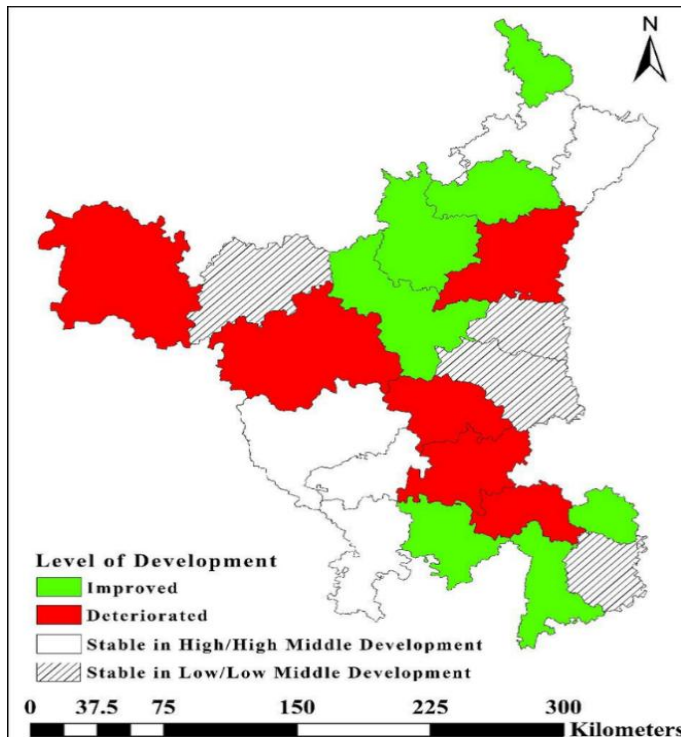 N
Level of Development
Improved
Deteriorated
Stable in High/High Middle Development
Stable in Low/Low Middle Development
0 37.5 75 150 225 300
Kilometers